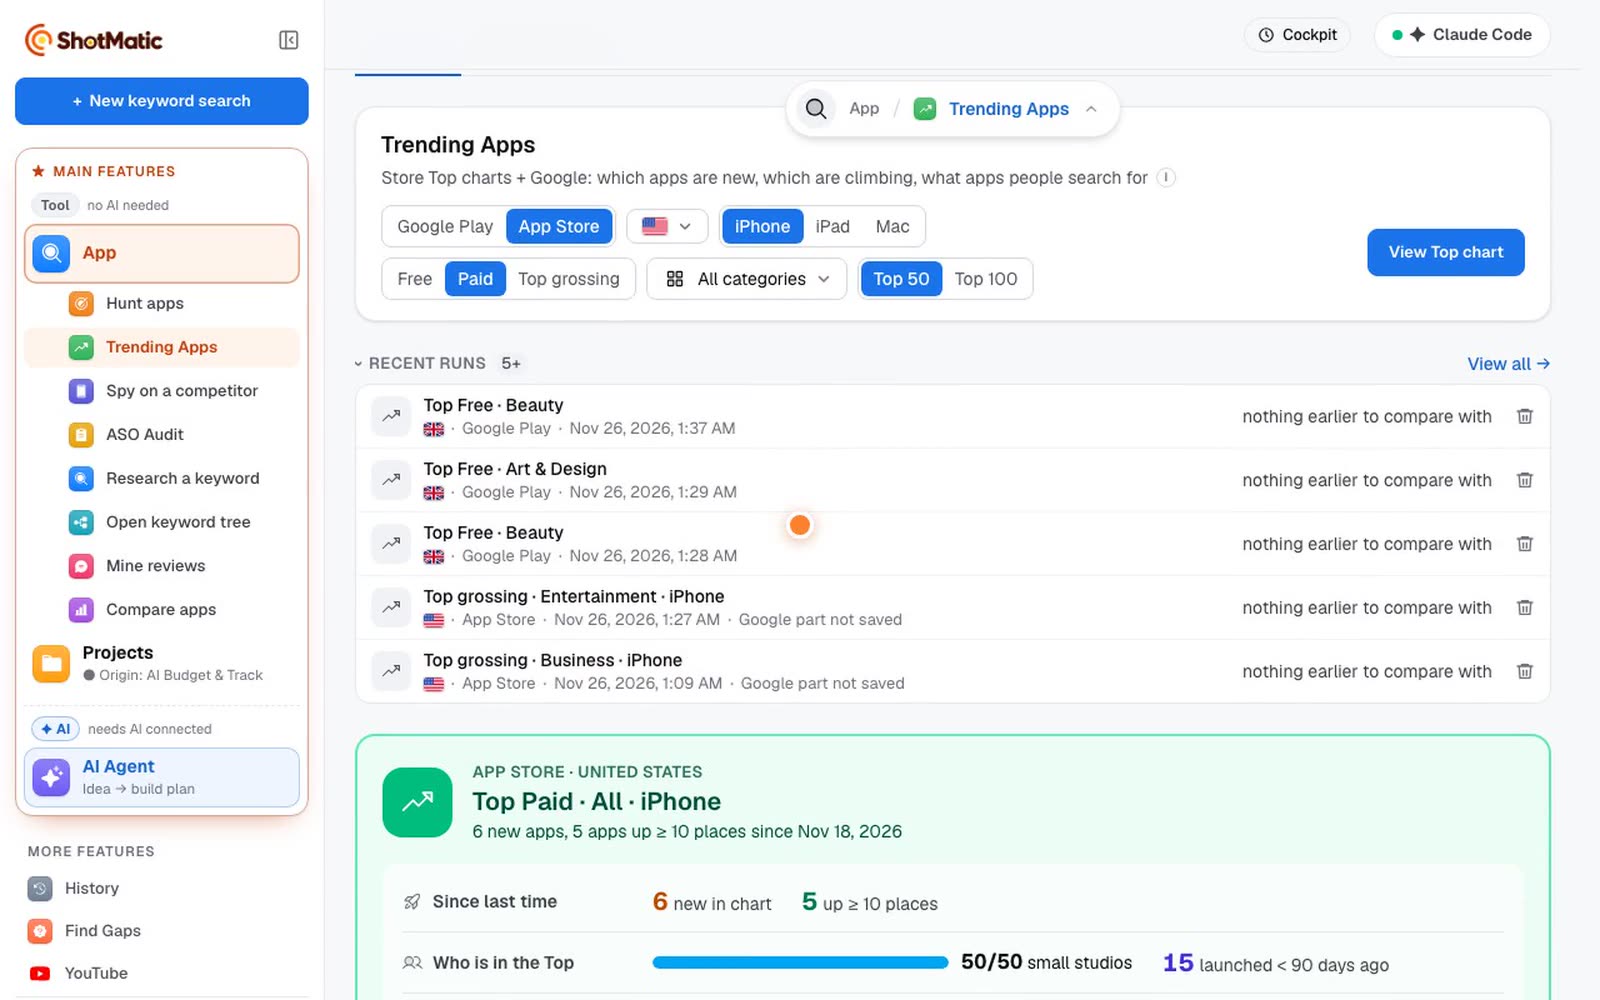 ShotMatic
+ New keyword search
MAIN FEATURES
Tool no AI needed
App
Hunt apps
Trending Apps
Spy on a competitor
ASO Audit
Research a keyword
Open keyword tree
Mine reviews
Compare apps
Projects
Origin: AI Budget & Track
AI needs AI connected
AI Agent
Idea → build plan
MORE FEATURES
History
Find Gaps
YouTube
Cockpit
Claude Code
App / Trending Apps
Trending Apps
Store Top charts + Google: which apps are new, which are climbing, what apps people search for
Google Play App Store iPhone iPad Mac
Free Paid Top grossing All categories Top 50 Top 100
View Top chart
RECENT RUNS 5+
View all →
Top Free · Beauty
· Google Play · Nov 26, 2026, 1:37 AM
nothing earlier to compare with
Top Free · Art & Design
· Google Play · Nov 26, 2026, 1:29 AM
nothing earlier to compare with
Top Free · Beauty
· Google Play · Nov 26, 2026, 1:28 AM
nothing earlier to compare with
Top grossing · Entertainment · iPhone
· App Store · Nov 26, 2026, 1:27 AM · Google part not saved
nothing earlier to compare with
Top grossing · Business · iPhone
· App Store · Nov 26, 2026, 1:09 AM · Google part not saved
nothing earlier to compare with
APP STORE · UNITED STATES
Top Paid · All · iPhone
6 new apps, 5 apps up ≥ 10 places since Nov 18, 2026
Since last time 6 new in chart 5 up ≥ 10 places
Who is in the Top 50/50 small studios 15 launched < 90 days ago